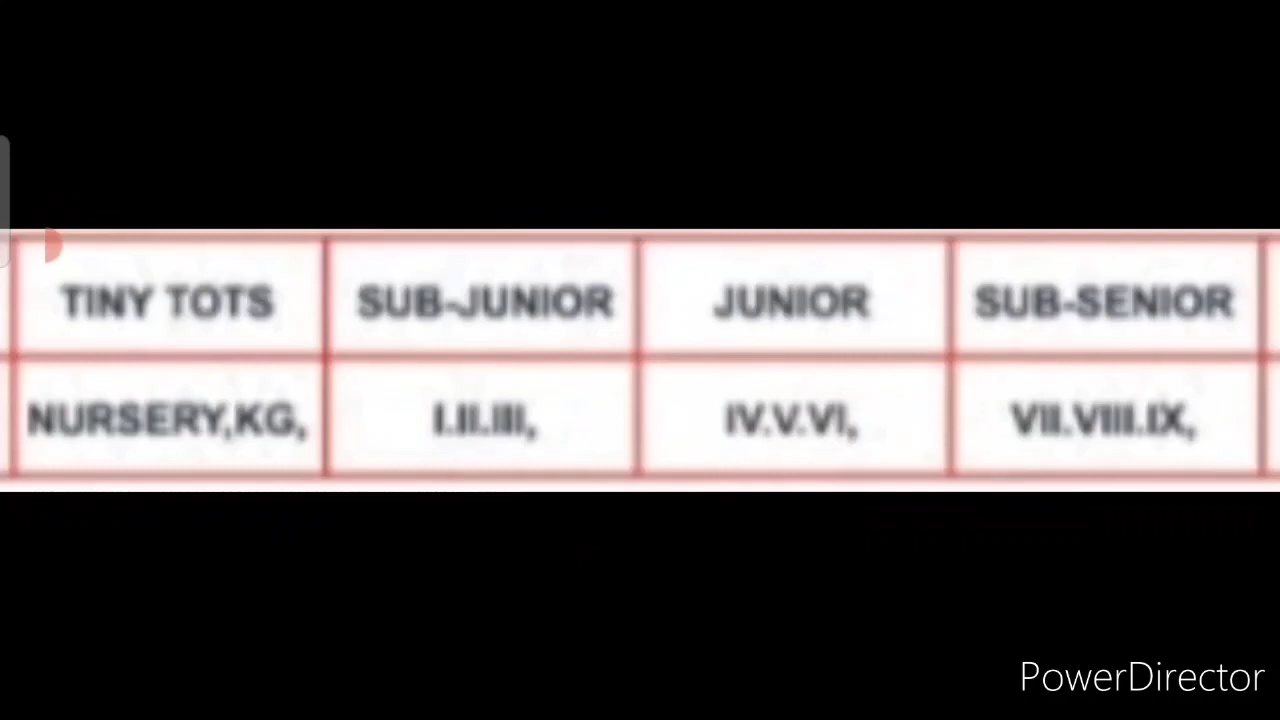 TINY TOTS SUB-JUNIOR JUNIOR SUB-SENIOR
NURSERY,KG, I.II.III, IV.V.VI, VII.VIII.IX,
PowerDirector